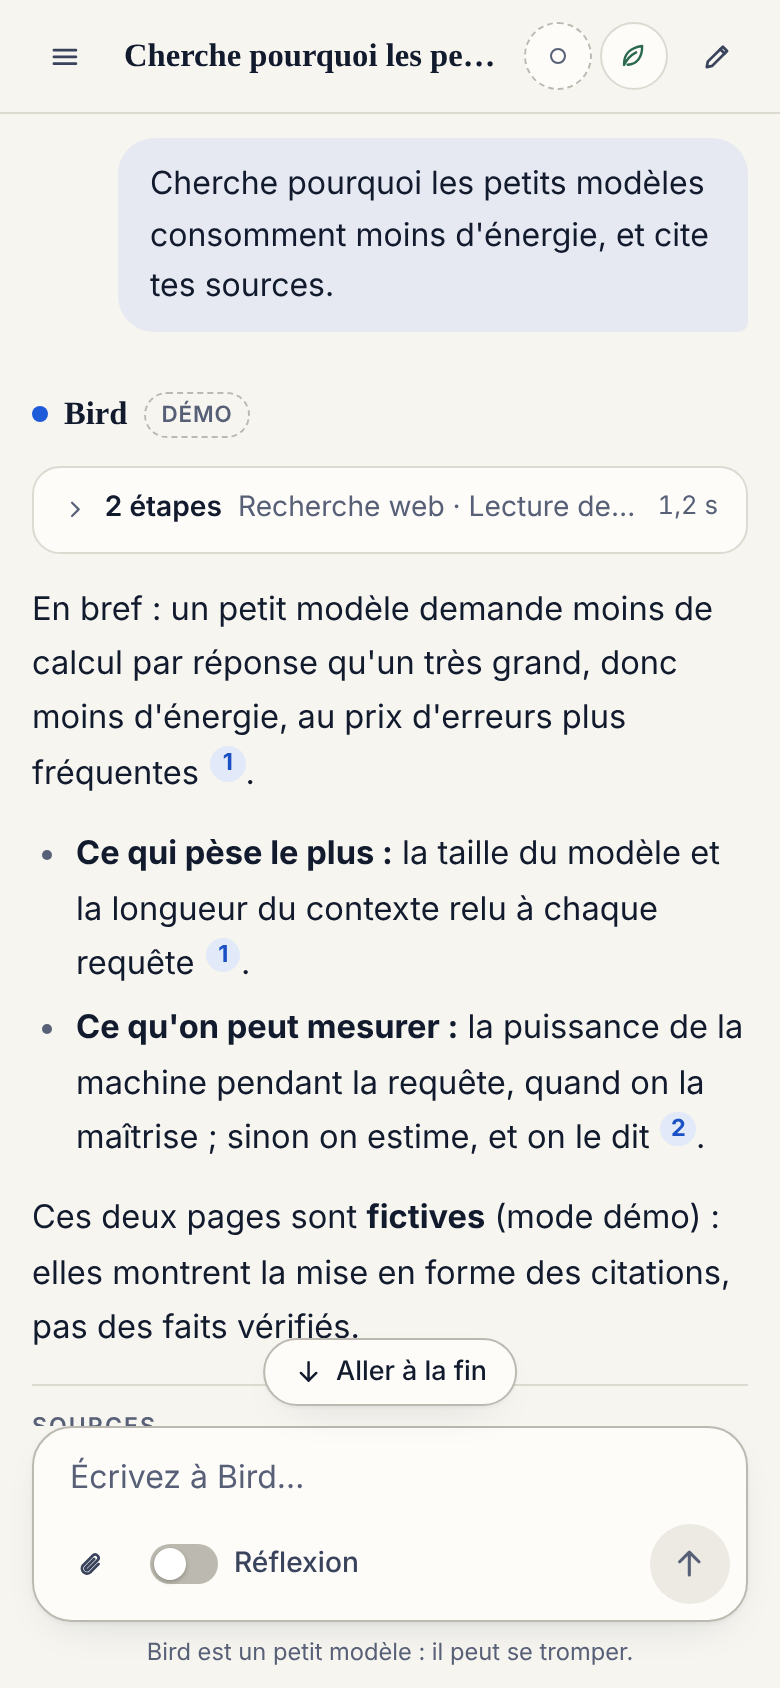 Cherche pourquoi les pe…
Cherche pourquoi les petits modèles
consomment moins d'énergie, et cite
tes sources.
Bird DÉMO
2 étapes Recherche web · Lecture de… 1,2 s
En bref : un petit modèle demande moins de
calcul par réponse qu'un très grand, donc
moins d'énergie, au prix d'erreurs plus
fréquentes 1.
• Ce qui pèse le plus : la taille du modèle et
la longueur du contexte relu à chaque
requête 1.
• Ce qu'on peut mesurer : la puissance de la
machine pendant la requête, quand on la
maîtrise ; sinon on estime, et on le dit 2.
Ces deux pages sont fictives (mode démo) :
elles montrent la mise en forme des citations,
pas des faits vérifiés.
Aller à la fin
SOURCES
Écrivez à Bird…
Réflexion
Bird est un petit modèle : il peut se tromper.